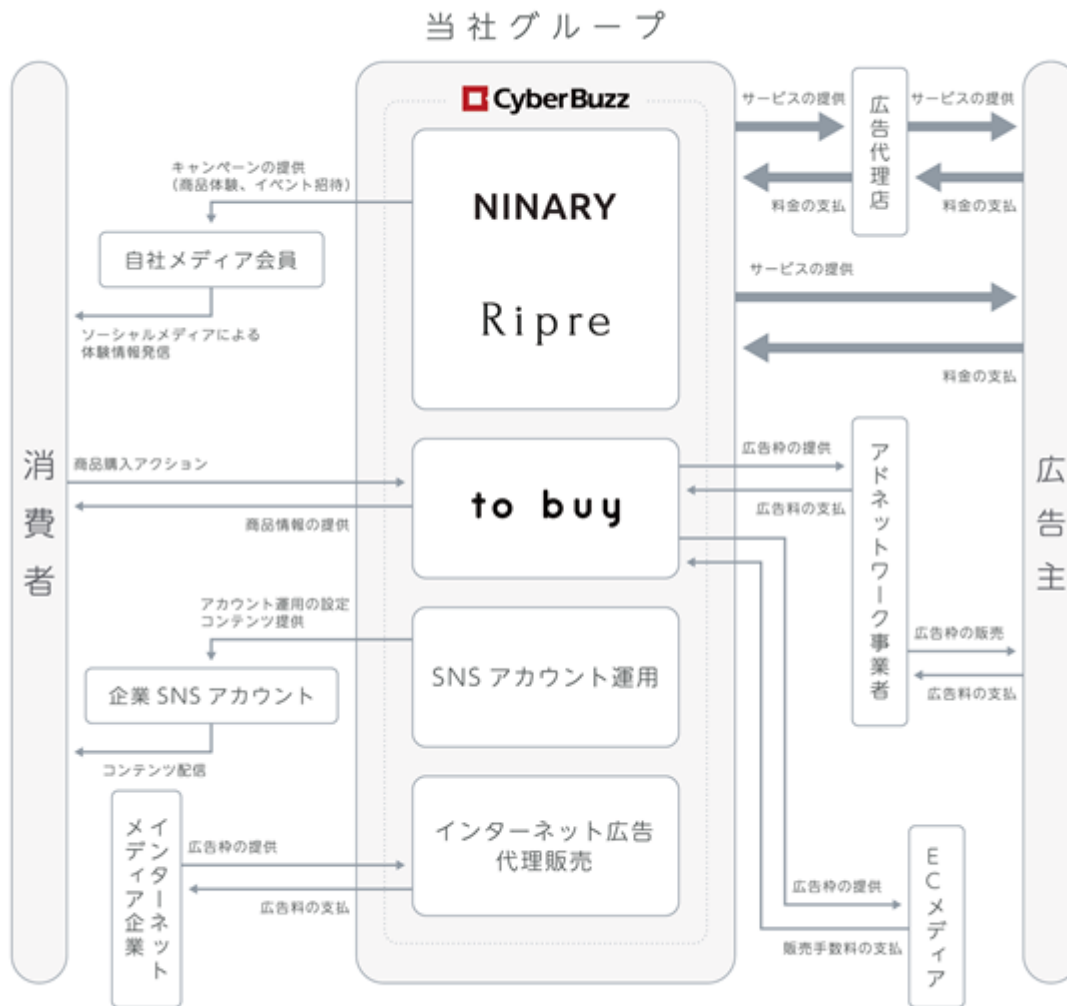 当社グループ
CyberBuzz
キャンペーンの提供
(商品体験、イベント招待)
自社メディア会員
ソーシャルメディアによる
体験情報発信
NINARY
Ripre
サービスの提供
サービスの提供
広告代理店
料金の支払
料金の支払
サービスの提供
料金の支払
消費者
商品購入アクション
商品情報の提供
to buy
広告枠の提供
広告料の支払
アドネットワーク事業者
広告枠の販売
広告料の支払
広告主
アカウント運用の設定
コンテンツ提供
企業 SNS アカウント
コンテンツ配信
SNS アカウント運用
インターネット
メディア企業
広告枠の提供
広告料の支払
インターネット広告
代理販売
広告枠の提供
販売手数料の支払
ECメディア